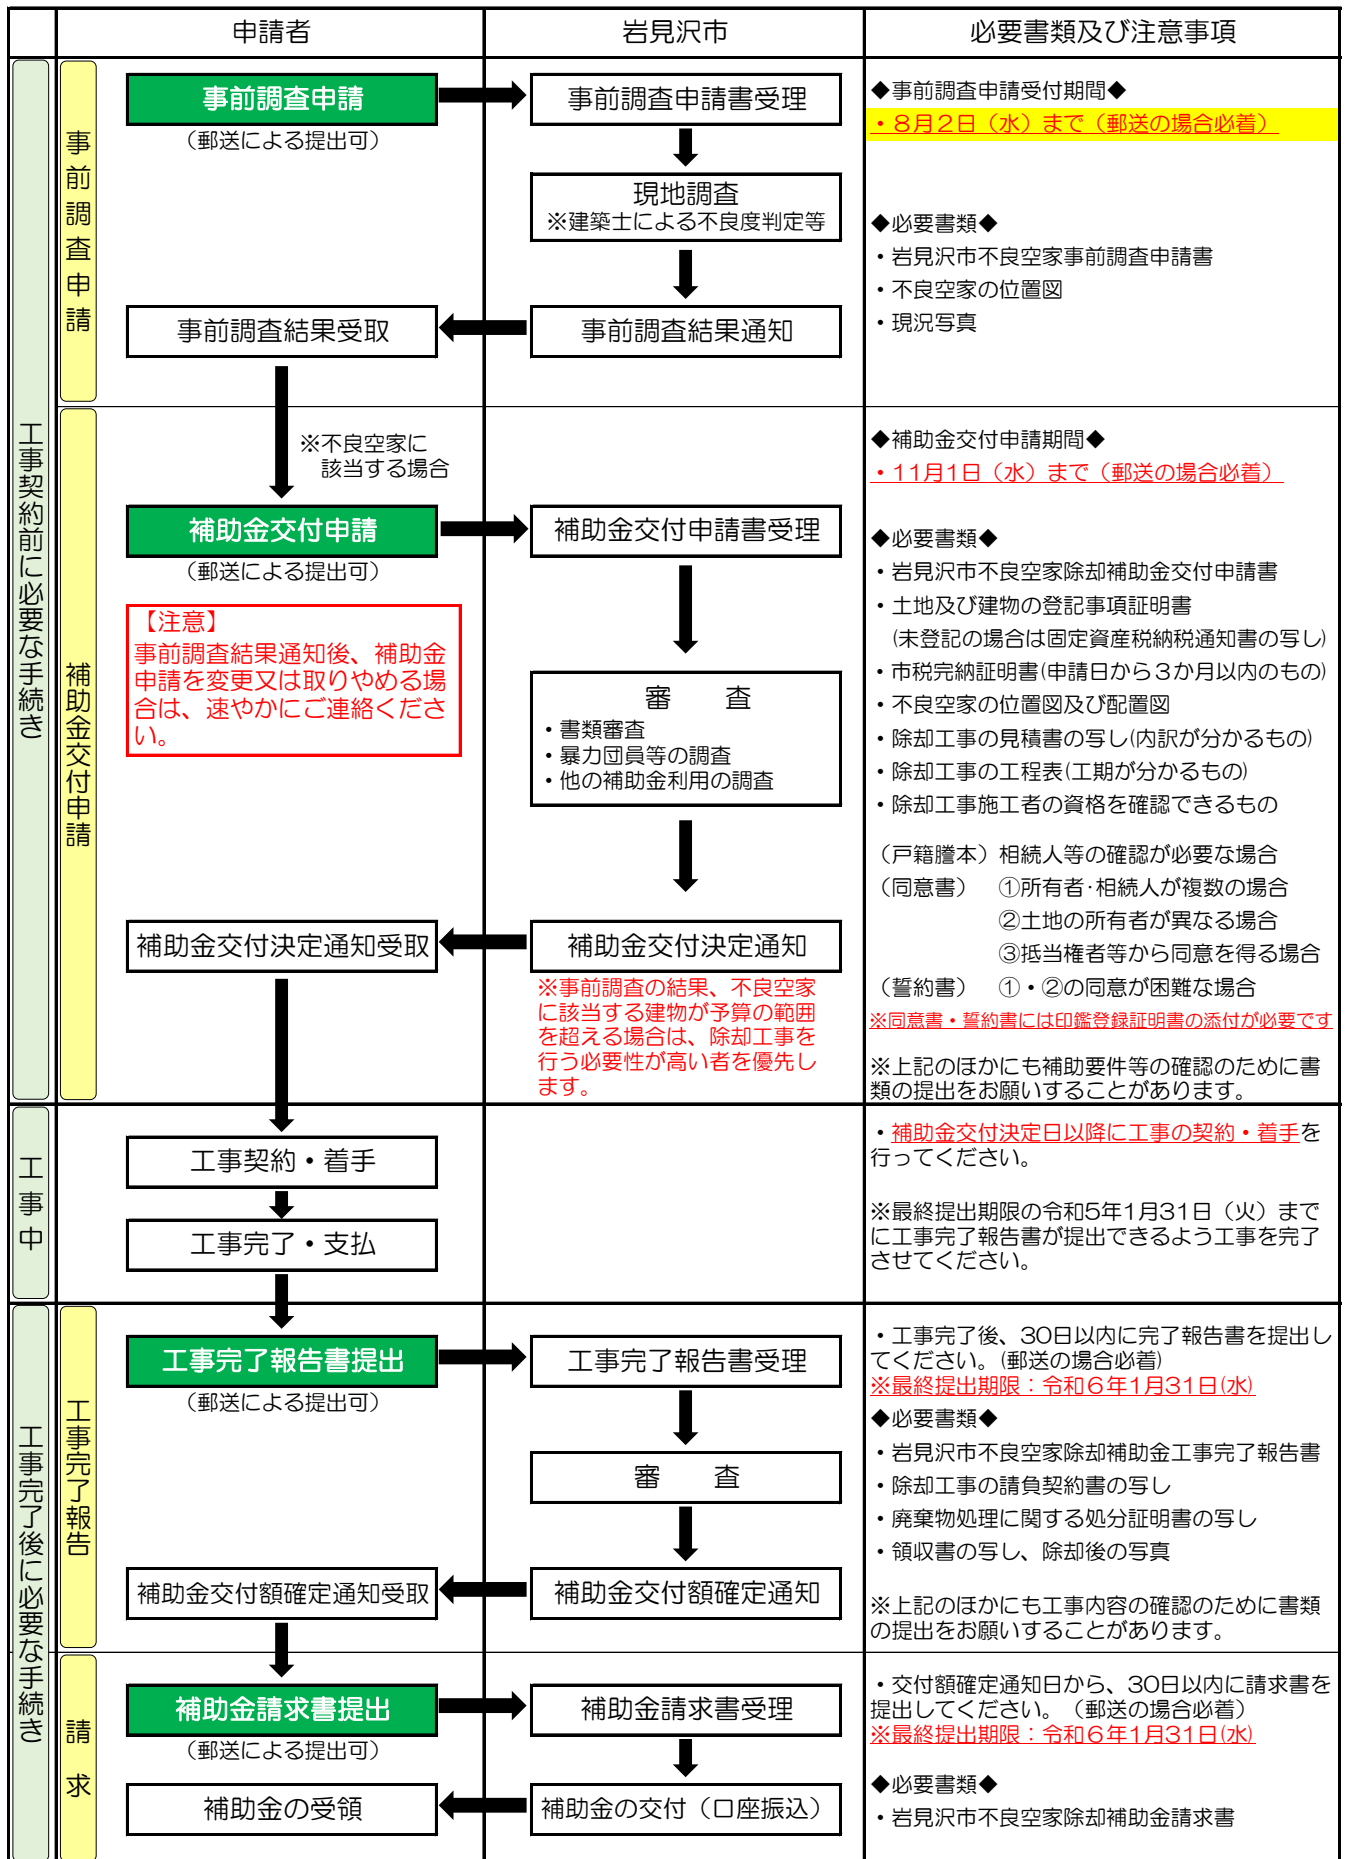 申請者
岩見沢市
必要書類及び注意事項
工事契約前に必要な手続き
事前調査申請
事前調査申請
（郵送による提出可）
事前調査申請書受理
現地調査
※建築士による不良度判定等
事前調査結果受取
事前調査結果通知
◆事前調査申請受付期間◆
・８月２日（水）まで（郵送の場合必着）
◆必要書類◆
・岩見沢市不良空家事前調査申請書
・不良空家の位置図
・現況写真
補助金交付申請
※不良空家に
該当する場合
補助金交付申請
（郵送による提出可）
【注意】
事前調査結果通知後、補助金
申請を変更又は取りやめる場
合は、速やかにご連絡くださ
い。
補助金交付申請書受理
審　査
・書類審査
・暴力団員等の調査
・他の補助金利用の調査
補助金交付決定通知受取
補助金交付決定通知
※事前調査の結果、不良空家
に該当する建物が予算の範囲
を超える場合は、除却工事を
行う必要性が高い者を優先し
ます。
◆補助金交付申請期間◆
・11月1日（水）まで（郵送の場合必着）
◆必要書類◆
・岩見沢市不良空家除却補助金交付申請書
・土地及び建物の登記事項証明書
(未登記の場合は固定資産税納税通知書の写し)
・市税完納証明書(申請日から３か月以内のもの)
・不良空家の位置図及び配置図
・除却工事の見積書の写し(内訳が分かるもの)
・除却工事の工程表(工期が分かるもの)
・除却工事施工者の資格を確認できるもの
（戸籍謄本）相続人等の確認が必要な場合
（同意書）　①所有者･相続人が複数の場合
②土地の所有者が異なる場合
③抵当権者等から同意を得る場合
（誓約書）　①・②の同意が困難な場合
※同意書・誓約書には印鑑登録証明書の添付が必要です
※上記のほかにも補助要件等の確認のために書
類の提出をお願いすることがあります。
工事中
工事契約・着手
工事完了・支払
・補助金交付決定日以降に工事の契約・着手を
行ってください。
※最終提出期限の令和5年1月31日（火）まで
に工事完了報告書が提出できるよう工事を完了
させてください。
工事完了後に必要な手続き
工事完了報告
工事完了報告書提出
（郵送による提出可）
工事完了報告書受理
審　査
補助金交付額確定通知受取
補助金交付額確定通知
・工事完了後、30日以内に完了報告書を提出し
てください。(郵送の場合必着)
※最終提出期限：令和６年1月31日(水)
◆必要書類◆
・岩見沢市不良空家除却補助金工事完了報告書
・除却工事の請負契約書の写し
・廃棄物処理に関する処分証明書の写し
・領収書の写し、除却後の写真
※上記のほかにも工事内容の確認のために書類
の提出をお願いすることがあります。
請求
補助金請求書提出
（郵送による提出可）
補助金請求書受理
補助金の受領
補助金の交付（口座振込）
・交付額確定通知日から、30日以内に請求書を
提出してください。（郵送の場合必着）
※最終提出期限：令和６年1月31日(水)
◆必要書類◆
・岩見沢市不良空家除却補助金請求書